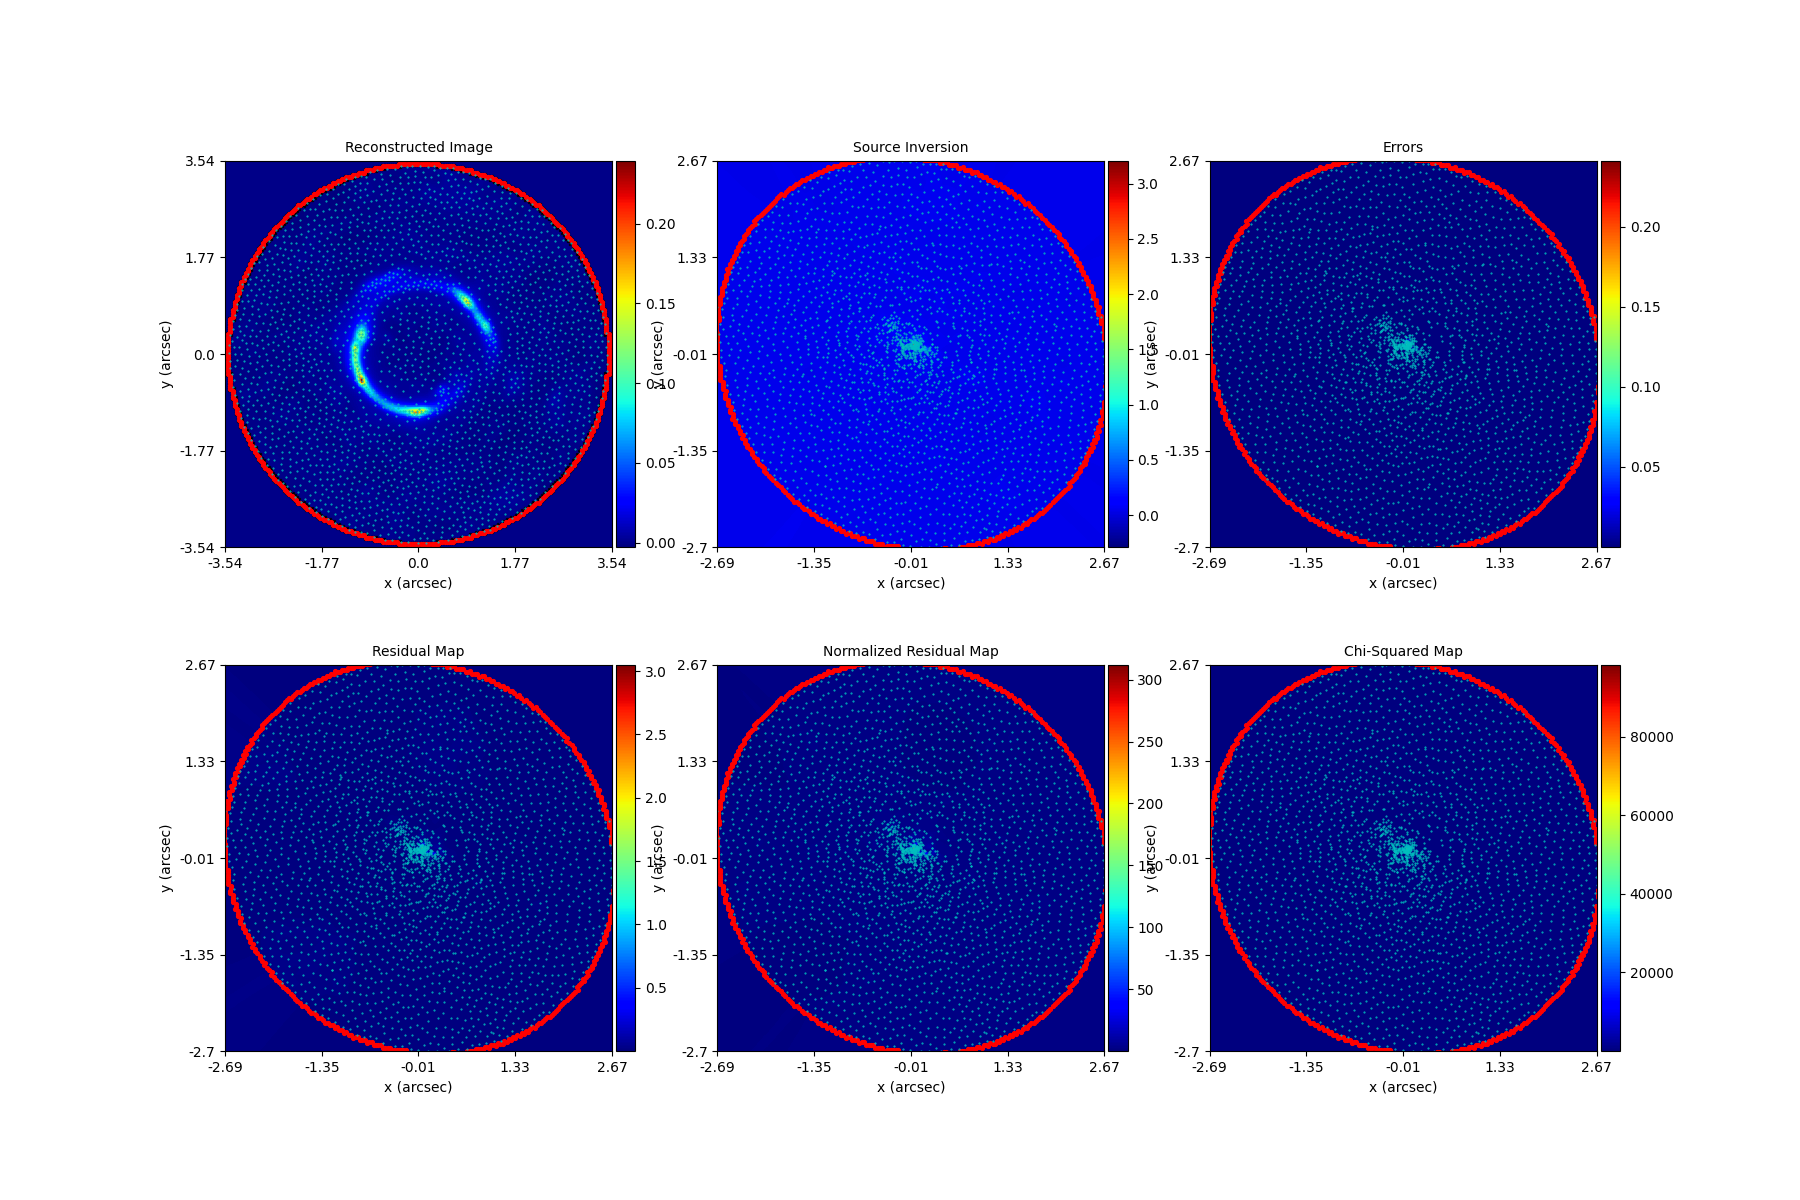 Reconstructed Image
3.54
1.77
0.0
-1.77
-3.54
y (arcsec)
-3.54 -1.77 0.0 1.77 3.54
x (arcsec)
0.20
0.15
0.10
0.05
0.00
Source Inversion
2.67
1.33
-0.01
-1.35
-2.7
y (arcsec)
-2.69 -1.35 -0.01 1.33 2.67
x (arcsec)
3.0
2.5
2.0
1.5
1.0
0.5
0.0
Errors
2.67
1.33
-0.01
-1.35
-2.7
y (arcsec)
-2.69 -1.35 -0.01 1.33 2.67
x (arcsec)
0.20
0.15
0.10
0.05
Residual Map
2.67
1.33
-0.01
-1.35
-2.7
y (arcsec)
-2.69 -1.35 -0.01 1.33 2.67
x (arcsec)
3.0
2.5
2.0
1.5
1.0
0.5
Normalized Residual Map
2.67
1.33
-0.01
-1.35
-2.7
y (arcsec)
-2.69 -1.35 -0.01 1.33 2.67
x (arcsec)
300
250
200
150
100
50
Chi-Squared Map
2.67
1.33
-0.01
-1.35
-2.7
y (arcsec)
-2.69 -1.35 -0.01 1.33 2.67
x (arcsec)
80000
60000
40000
20000